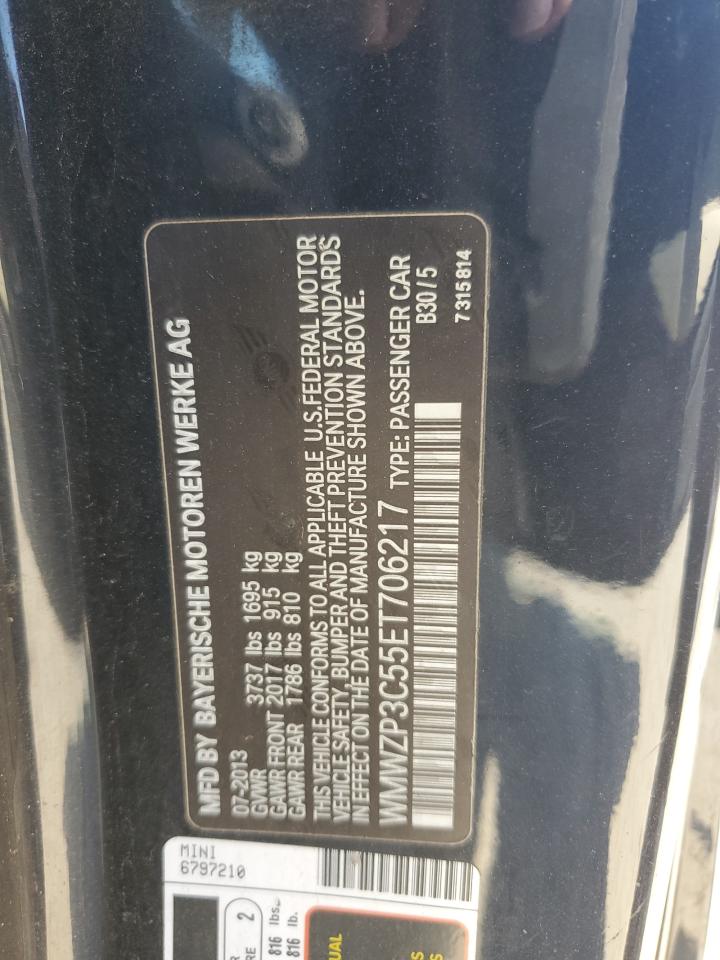 MFD BY BAYERISCHE MOTOREN WERKE AG
07-2013
GVWR 3737 lbs 1695 kg
GAWR FRONT 2017 lbs 915 kg
GAWR REAR 1786 lbs 810 kg
THIS VEHICLE CONFORMS TO ALL APPLICABLE U.S.FEDERAL MOTOR
VEHICLE SAFETY, BUMPER AND THEFT PREVENTION STANDARDS
IN EFFECT ON THE DATE OF MANUFACTURE SHOWN ABOVE.
WMWZP3C55ET706217 TYPE: PASSENGER CAR
B30/5
7 315 814
MINI
6797210
2
816 lbs.
816 lb.